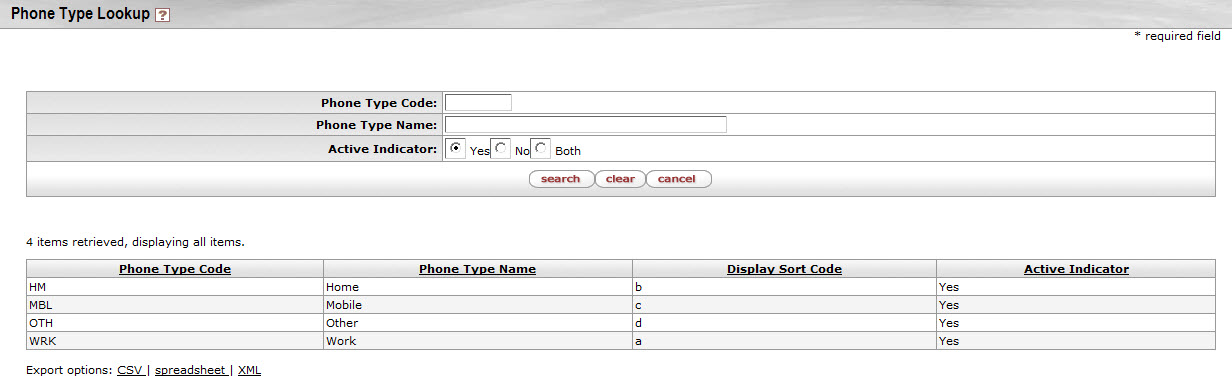 Phone Type Lookup ?
* required field
Phone Type Code:
Phone Type Name:
Active Indicator: Yes No Both
search clear cancel
4 items retrieved, displaying all items.
Phone Type Code Phone Type Name Display Sort Code Active Indicator
HM Home b Yes
MBL Mobile c Yes
OTH Other d Yes
WRK Work a Yes
Export options: CSV | spreadsheet | XML